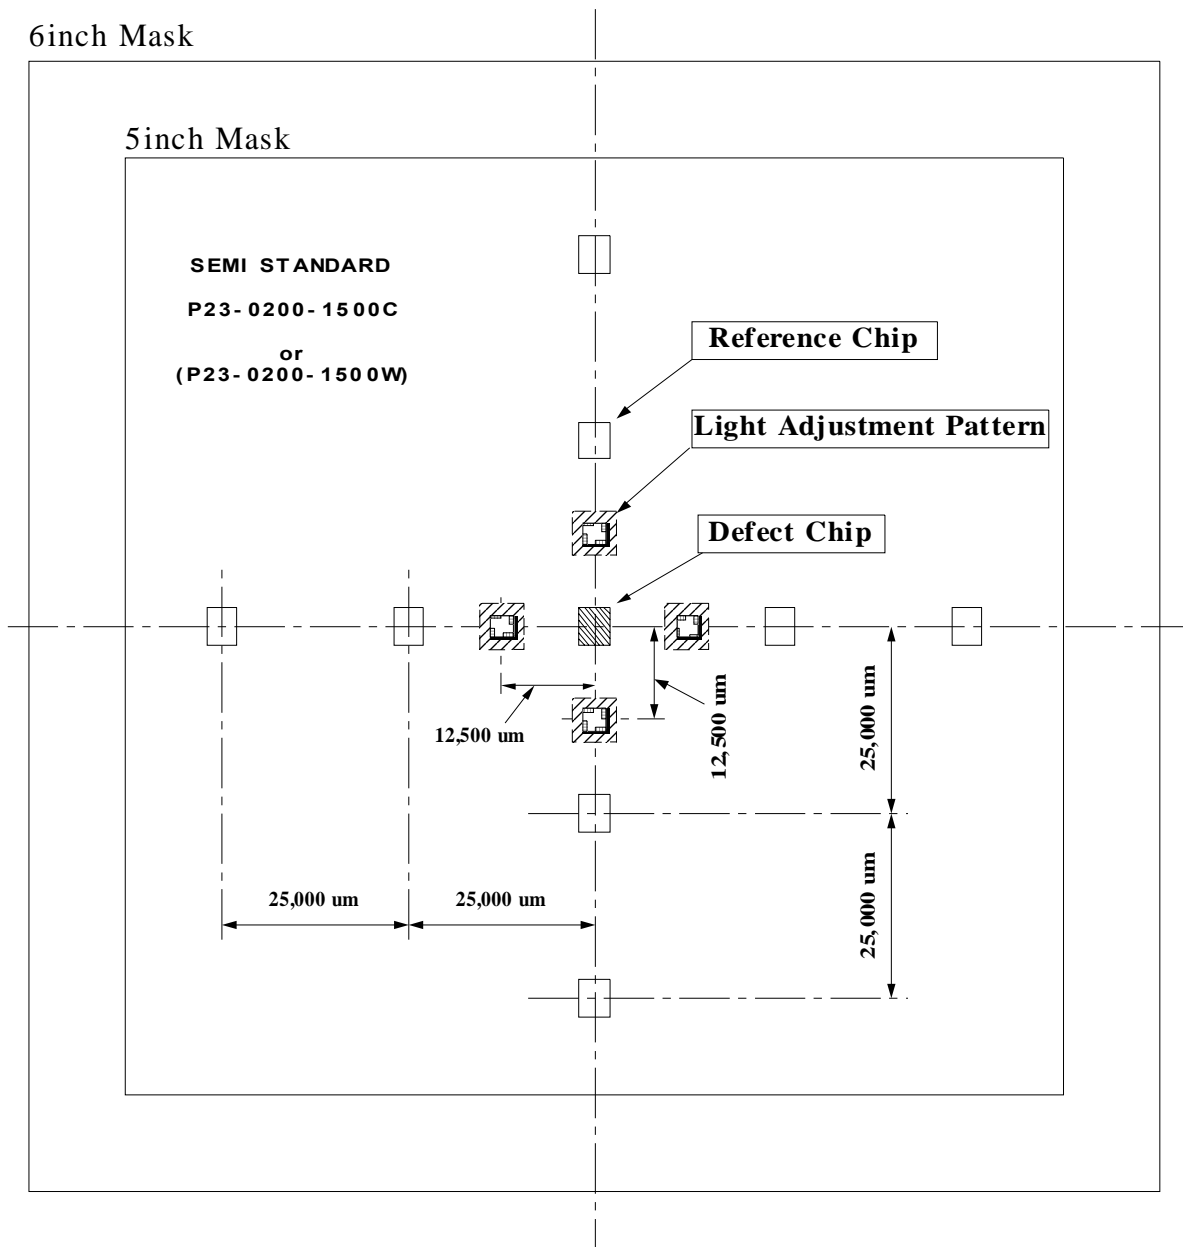 6inch Mask
5inch Mask
SEMI STANDARD
P23-0200-1500C
or
(P23-0200-1500W)
Reference Chip
Light Adjustment Pattern
Defect Chip
12,500 um
12,500 um
25,000 um
25,000 um
25,000 um
25,000 um